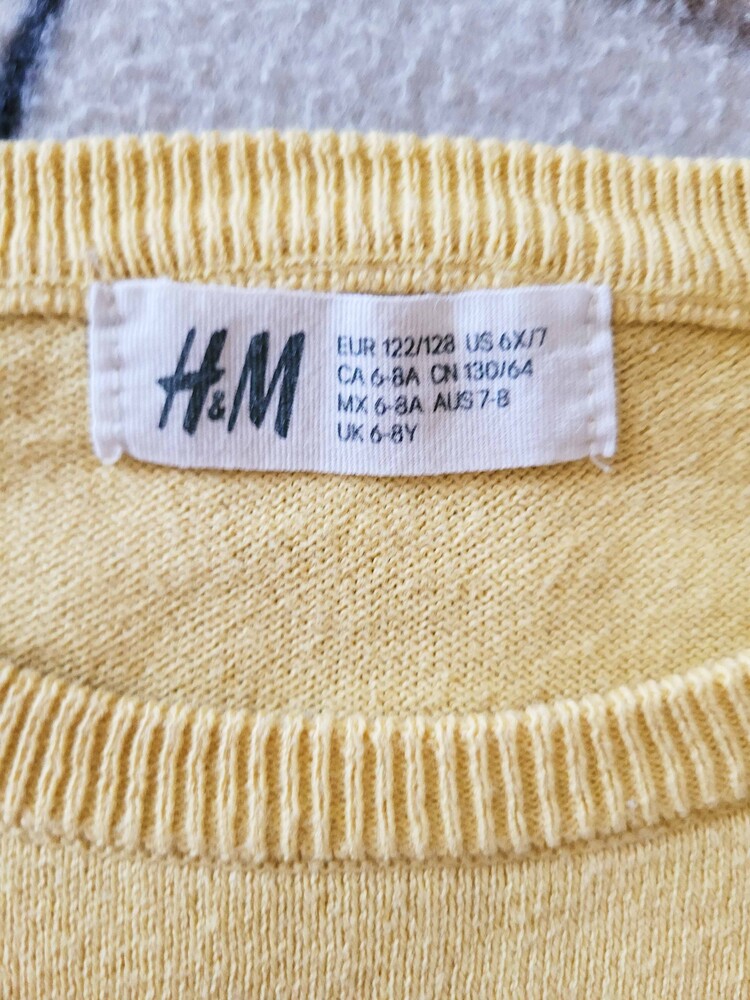 H&M
EUR 122/128 US 6X/7
CA 6-8A CN 130/64
MX 6-8A AUS 7-8
UK 6-8Y